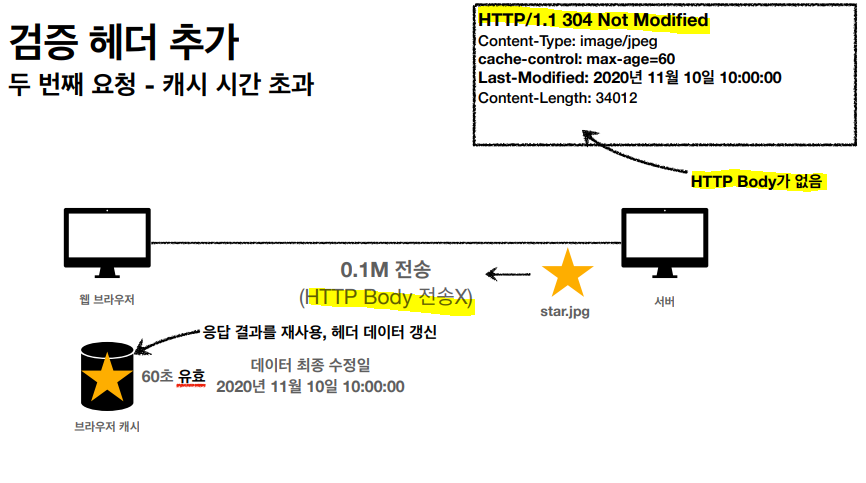 검증 헤더 추가
두 번째 요청 - 캐시 시간 초과
HTTP/1.1 304 Not Modified
Content-Type: image/jpeg
cache-control: max-age=60
Last-Modified: 2020년 11월 10일 10:00:00
Content-Length: 34012
HTTP Body가 없음
0.1M 전송
(HTTP Body 전송X)
웹 브라우저
star.jpg
서버
응답 결과를 재사용, 헤더 데이터 갱신
60초 유효
데이터 최종 수정일
2020년 11월 10일 10:00:00
브라우저 캐시